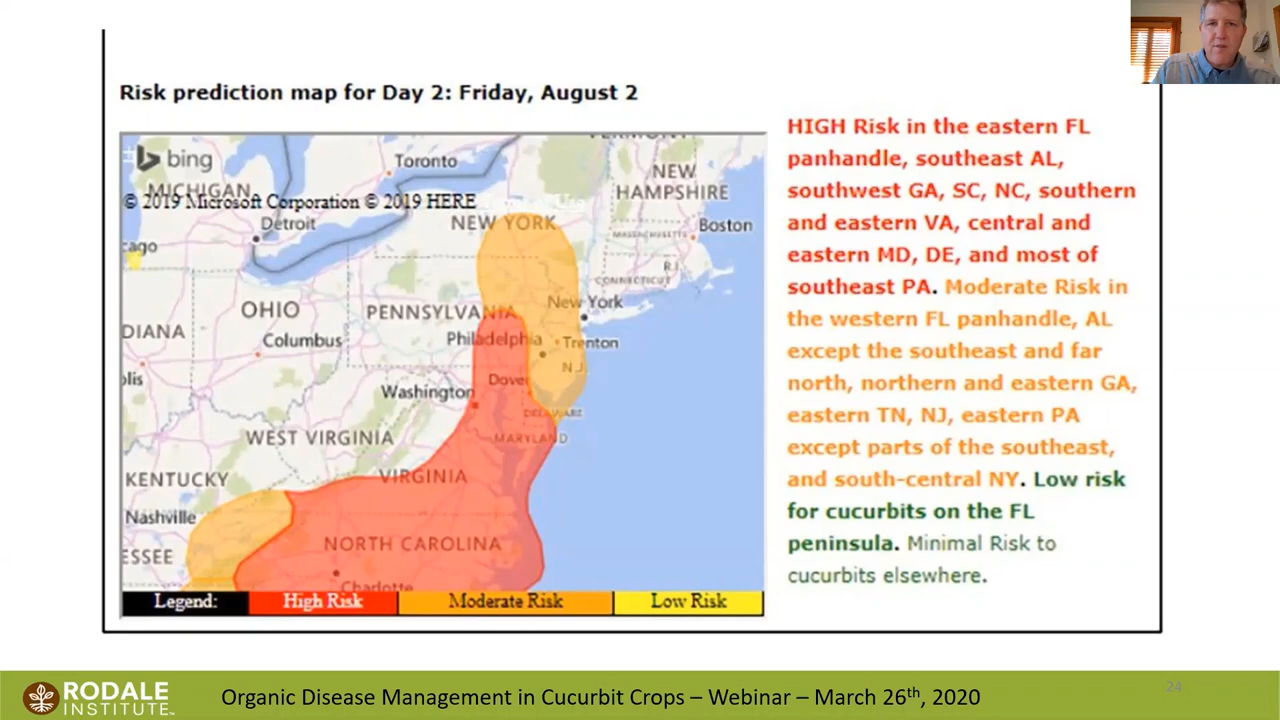 Risk prediction map for Day 2: Friday, August 2
bing
© 2019 Microsoft Corporation © 2019 HERE
MICHIGAN
Toronto
Detroit
NEW YORK
NEW
HAMPSHIRE
MASSACHUSETTS
Boston
R.I.
CONNECTICUT
cago
OHIO
PENNSYLVANIA
New York
DIANA
Columbus
Philadelphia
Trenton
NJ
olis
Washington
Dover
DELAWARE
MARYLAND
WEST VIRGINIA
VIRGINIA
KENTUCKY
Nashville
ESSEE
NORTH CAROLINA
Charlotte
Legend: High Risk Moderate Risk Low Risk
HIGH Risk in the eastern FL
panhandle, southeast AL,
southwest GA, SC, NC, southern
and eastern VA, central and
eastern MD, DE, and most of
southeast PA. Moderate Risk in
the western FL panhandle, AL
except the southeast and far
north, northern and eastern GA,
eastern TN, NJ, eastern PA
except parts of the southeast,
and south-central NY. Low risk
for cucurbits on the FL
peninsula. Minimal Risk to
cucurbits elsewhere.
RODALE
INSTITUTE™
Organic Disease Management in Cucurbit Crops – Webinar – March 26th, 2020
24